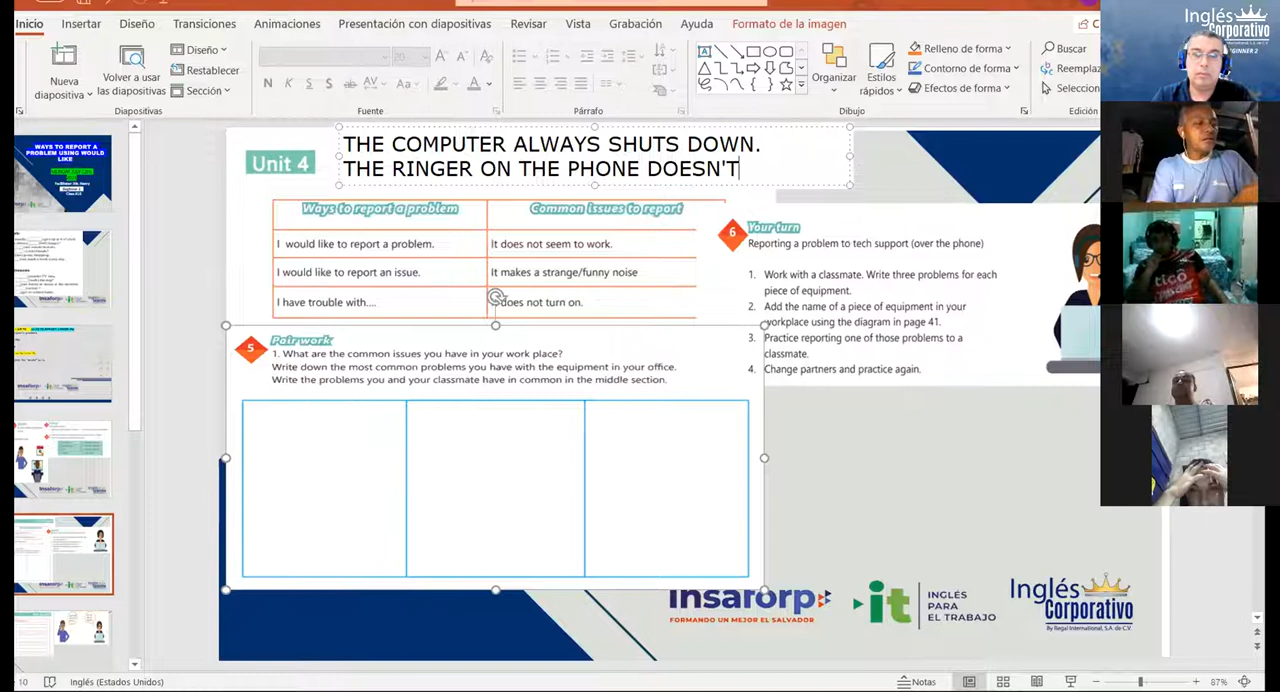 Inicio Insertar Diseño Transiciones Animaciones Presentación con diapositivas Revisar Vista Grabación Ayuda Formato de la imagen
Nueva diapositiva
Volver a usar las diapositivas
Diseño
Restablecer
Sección
Diapositivas
N K S S AV Aa A
Fuente
Párrafo
Organizar
Estilos rápidos
Relleno de forma
Contorno de forma
Efectos de forma
Dibujo
Buscar
Edición
THE COMPUTER ALWAYS SHUTS DOWN.
Unit 4
THE RINGER ON THE PHONE DOESN'T
Ways to report a problem Common issues to report
I would like to report a problem. It does not seem to work.
I would like to report an issue. It makes a strange/funny noise
I have trouble with.... does not turn on.
5 Pair work
1. What are the common issues you have in your work place?
Write down the most common problems you have with the equipment in your office.
Write the problems you and your classmate have in common in the middle section.
6 Your turn
Reporting a problem to tech support (over the phone)
1. Work with a classmate. Write three problems for each
piece of equipment.
2. Add the name of a piece of equipment in your
workplace using the diagram in page 41.
3. Practice reporting one of those problems to a
classmate.
4. Change partners and practice again.
insaforp
FORMANDO UN MEJOR EL SALVADOR
it INGLÉS
PARA
EL TRABAJO
Inglés
Corporativo
By Regal International, S.A. de C.V.
WAYS TO REPORT A
PROBLEM USING WOULD
LIKE
Inglés
Corporativo
10 Inglés (Estados Unidos) Notas 87%